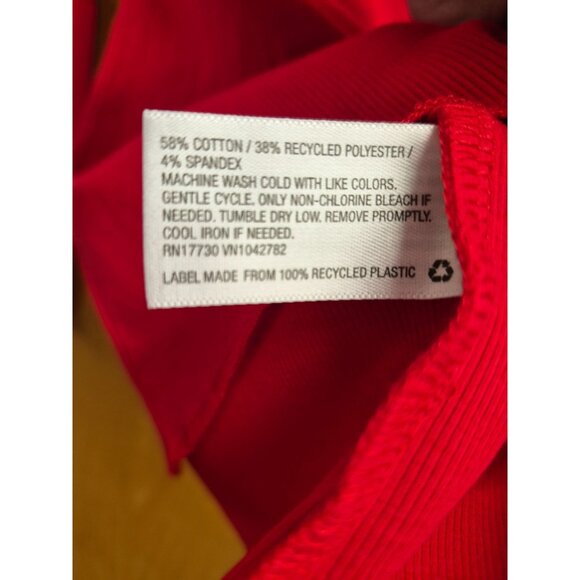 58% COTTON / 38% RECYCLED POLYESTER /
4% SPANDEX
MACHINE WASH COLD WITH LIKE COLORS.
GENTLE CYCLE. ONLY NON-CHLORINE BLEACH IF
NEEDED. TUMBLE DRY LOW. REMOVE PROMPTLY.
COOL IRON IF NEEDED.
RN17730 VN1042782
LABEL MADE FROM 100% RECYCLED PLASTIC